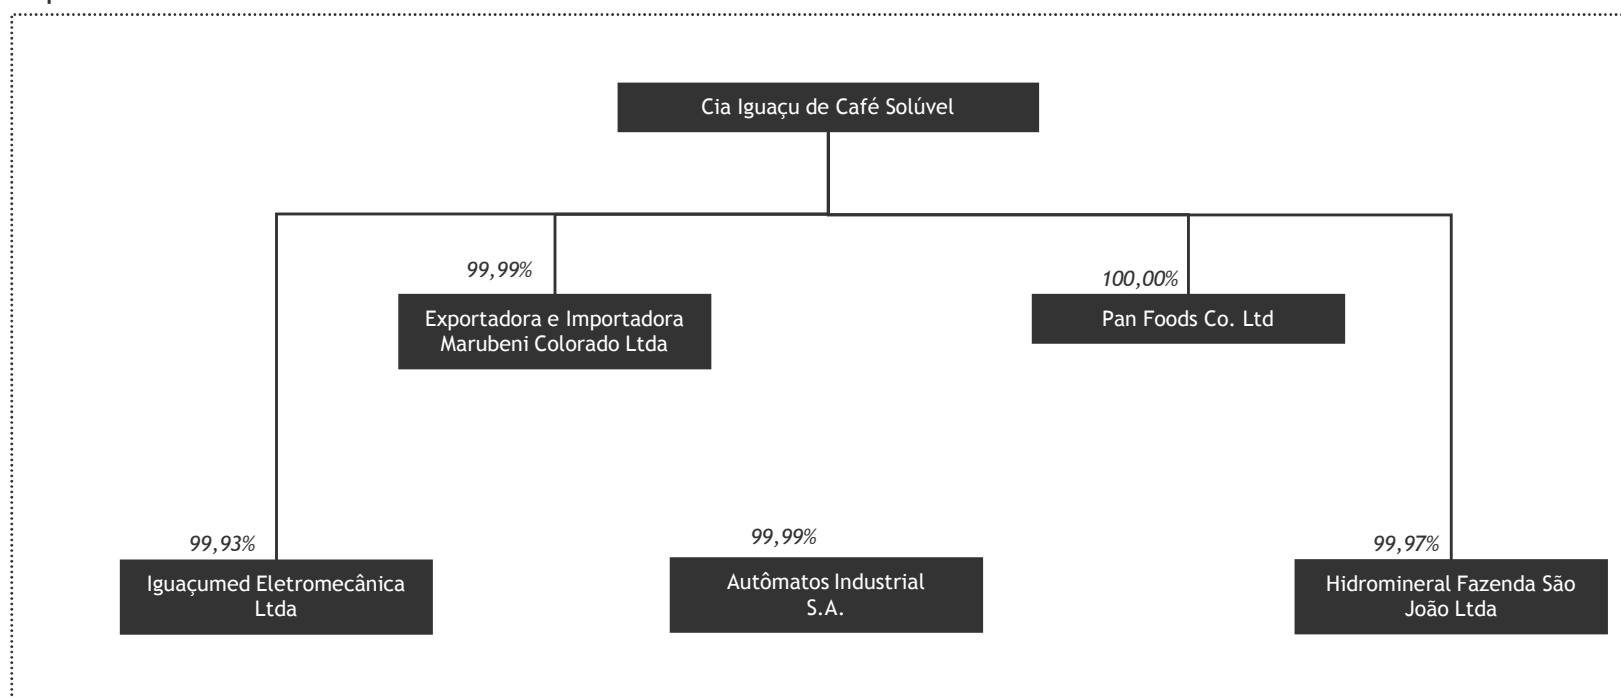 Cia Iguaçu de Café Solúvel
99,99%
Exportadora e Importadora
Marubeni Colorado Ltda
100,00%
Pan Foods Co. Ltd
99,93%
Iguaçumed Eletromecânica
Ltda
99,99%
Autômatos Industrial
S.A.
99,97%
Hidromineral Fazenda São
João Ltda